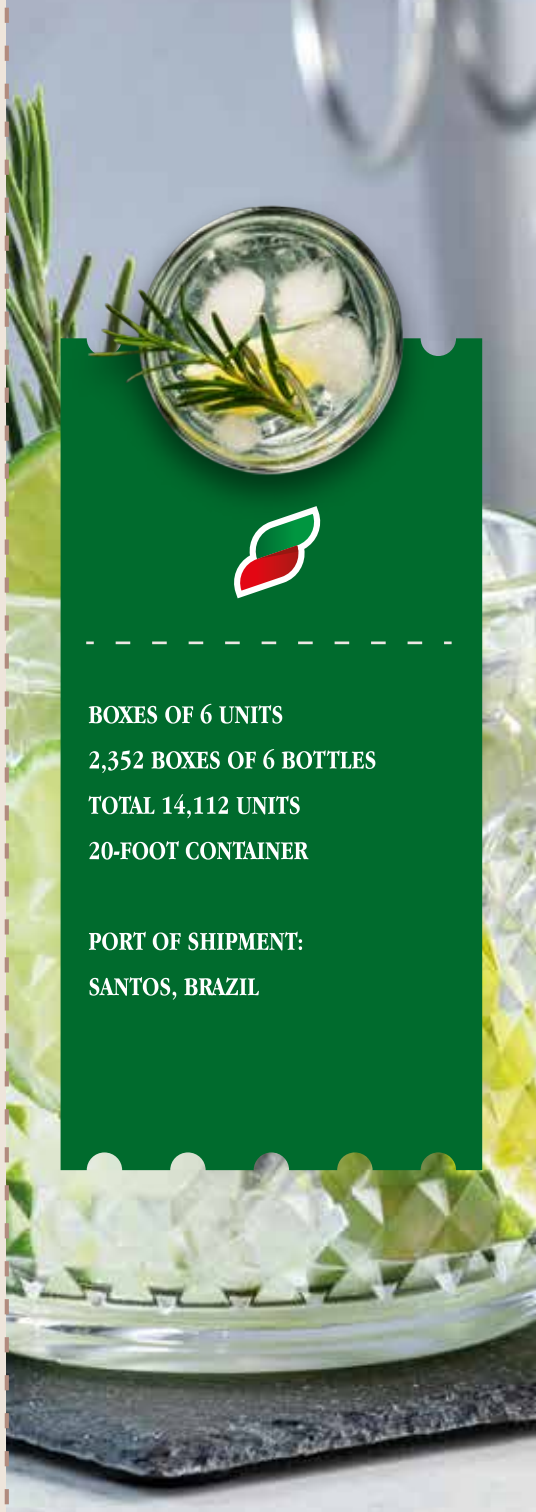 BOXES OF 6 UNITS
2,352 BOXES OF 6 BOTTLES
TOTAL 14,112 UNITS
20-FOOT CONTAINER
PORT OF SHIPMENT:
SANTOS, BRAZIL